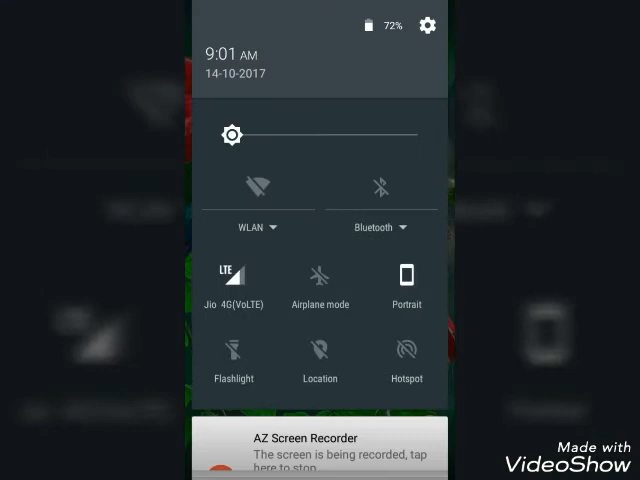 72%
9:01 AM
14-10-2017
WLAN
Bluetooth
Jio 4G(VoLTE)
LTE
Airplane mode
Portrait
Flashlight
Location
Hotspot
AZ Screen Recorder
The screen is being recorded, tap
here to stop
Made with
VideoShow